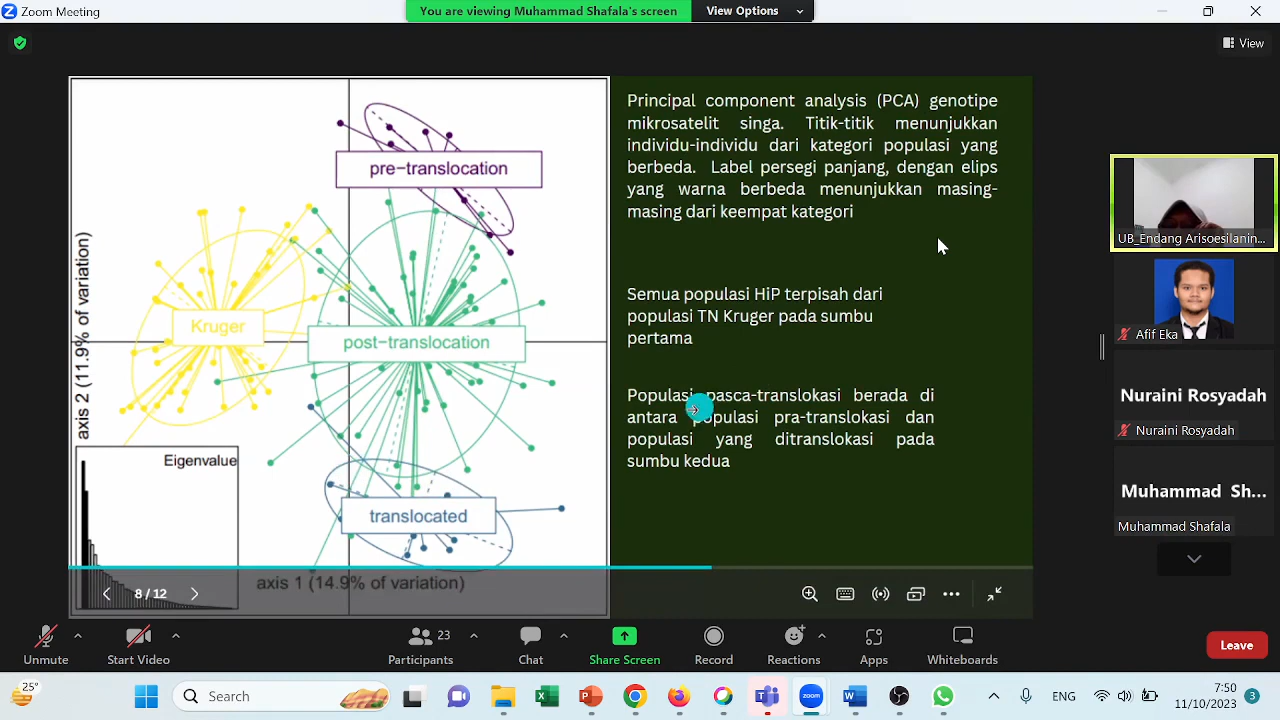 Zoom Meeting
You are viewing Muhammad Shafala's screen
View Options
View
pre-translocation
Kruger
post-translocation
translocated
Eigenvalue
axis 2 (11.9% of variation)
axis 1 (14.9% of variation)
8 / 12
Principal component analysis (PCA) genotipe
mikrosatelit singa. Titik-titik menunjukkan
individu-individu dari kategori populasi yang
berbeda. Label persegi panjang, dengan elips
yang warna berbeda menunjukkan masing-
masing dari keempat kategori
Semua populasi HiP terpisah dari
populasi TN Kruger pada sumbu
pertama
Populasi pasca-translokasi berada di
antara populasi pra-translokasi dan
populasi yang ditranslokasi pada
sumbu kedua
UB_Endang Arisoesilanin...
Afif Eka
Nuraini Rosyadah
Nuraini Rosyadah
Muhammad Sh...
Muhammad Shafala
Unmute
Start Video
23
Participants
Chat
Share Screen
Record
Reactions
Apps
Whiteboards
Leave
25°
Search
ENG
7:50
11/10/2023
3